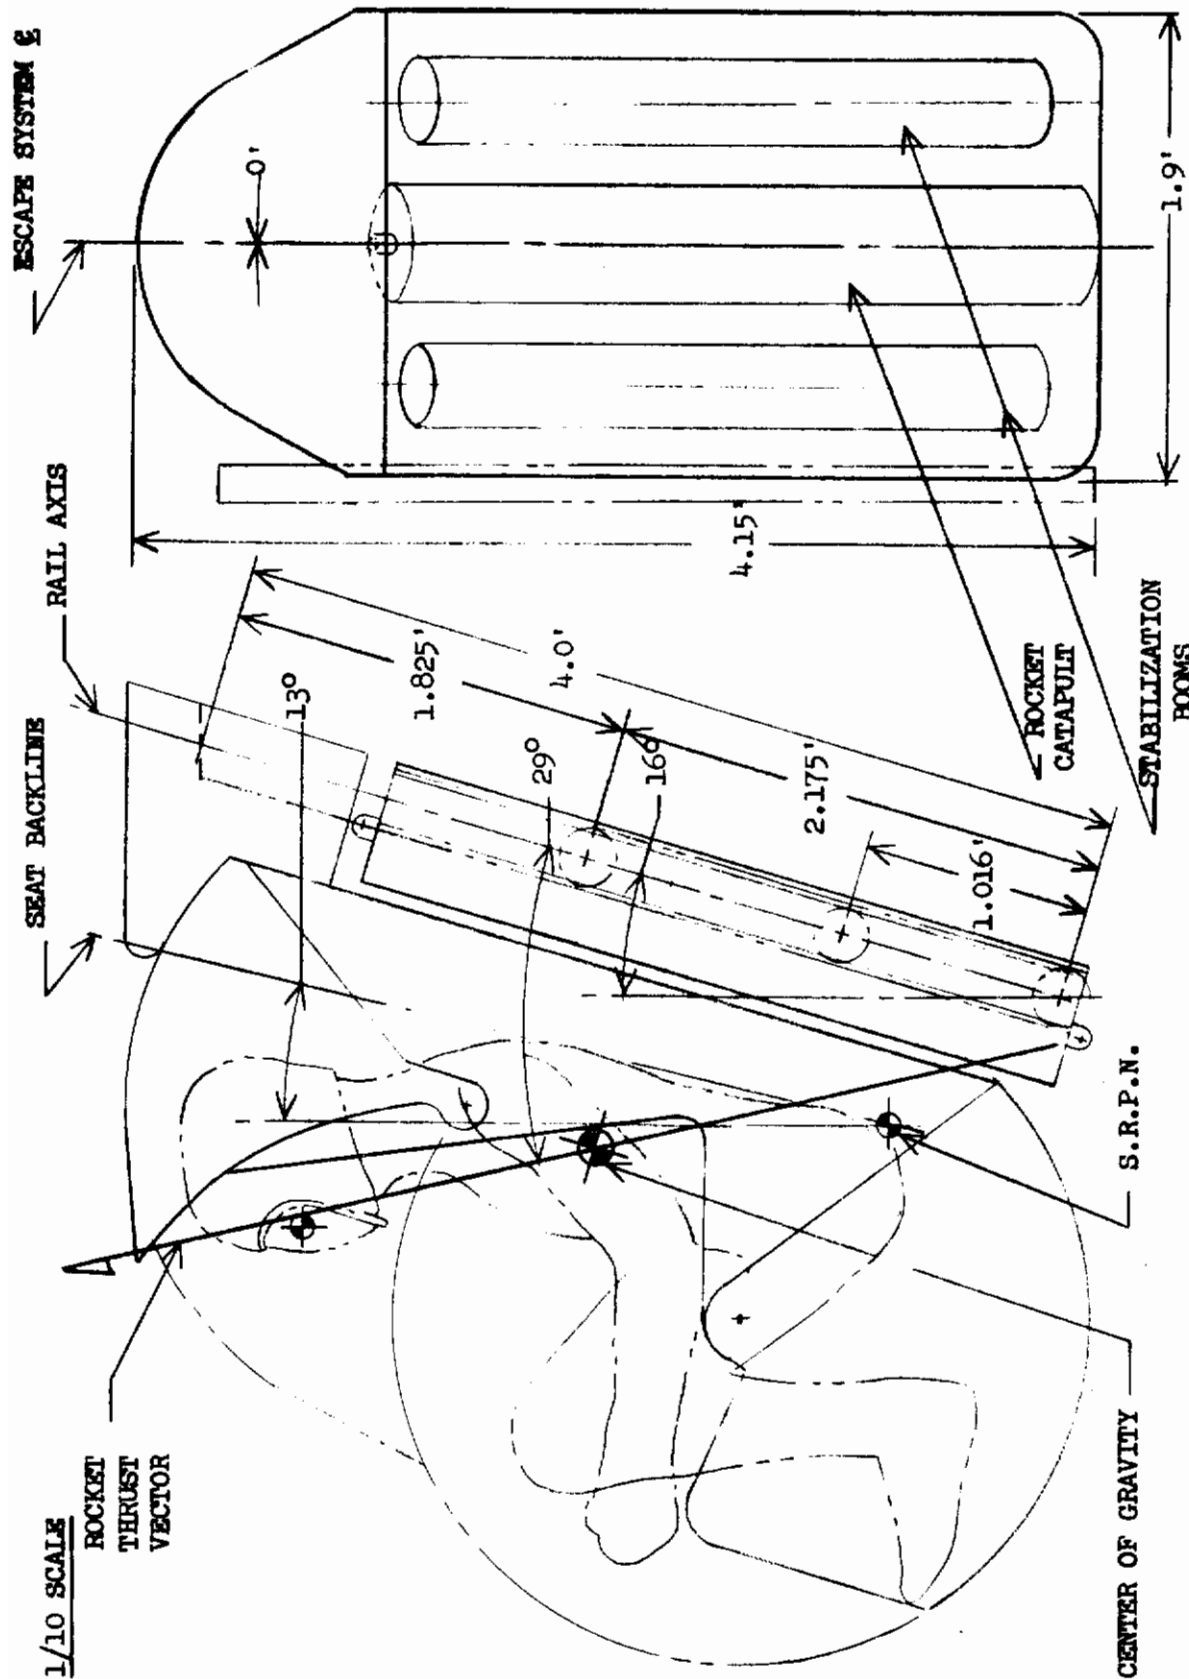 1/10 SCALE
ROCKET
THRUST
VECTOR
SEAT BACKLINE
RAIL AXIS
ESCAPE SYSTEM ℄
0'
13°
1.825'
4.0'
29°
16°
2.175'
1.016'
4.15'
1.9'
ROCKET
CATAPULT
STABILIZATION
BOOMS
S.R.P.N.
CENTER OF GRAVITY